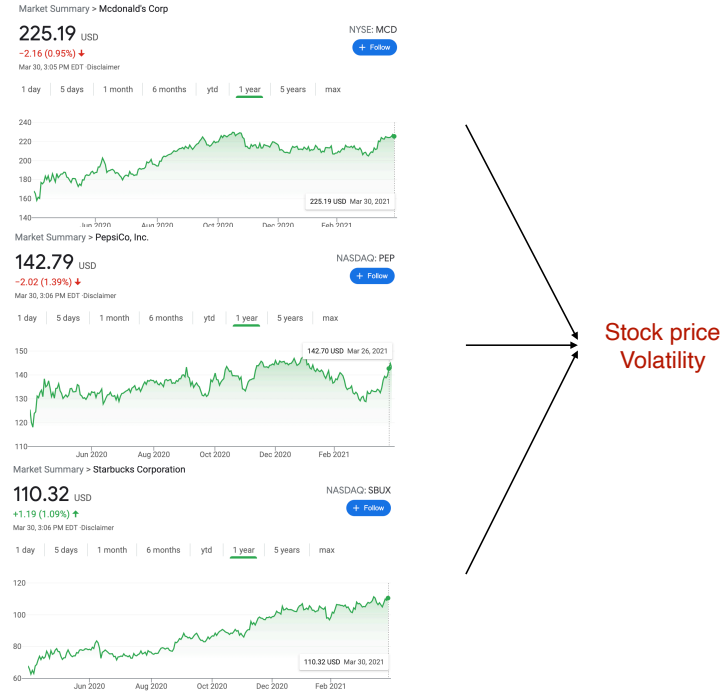 Market Summary > Mcdonald's Corp
225.19 USD
NYSE: MCD
−2.16 (0.95%) ↓
+ Follow
Mar 30, 3:05 PM EDT ·Disclaimer
1 day 5 days 1 month 6 months ytd 1 year 5 years max
240
220
200
180
160
140
225.19 USD Mar 30, 2021
Jun 2020 Aug 2020 Oct 2020 Dec 2020 Feb 2021
Market Summary > PepsiCo, Inc.
142.79 USD
NASDAQ: PEP
−2.02 (1.39%) ↓
+ Follow
Mar 30, 3:06 PM EDT ·Disclaimer
1 day 5 days 1 month 6 months ytd 1 year 5 years max
150
140
130
120
110
142.70 USD Mar 26, 2021
Jun 2020 Aug 2020 Oct 2020 Dec 2020 Feb 2021
Market Summary > Starbucks Corporation
110.32 USD
NASDAQ: SBUX
+1.19 (1.09%) ↑
+ Follow
Mar 30, 3:06 PM EDT ·Disclaimer
1 day 5 days 1 month 6 months ytd 1 year 5 years max
120
100
80
60
110.32 USD Mar 30, 2021
Jun 2020 Aug 2020 Oct 2020 Dec 2020 Feb 2021
Stock price
Volatility